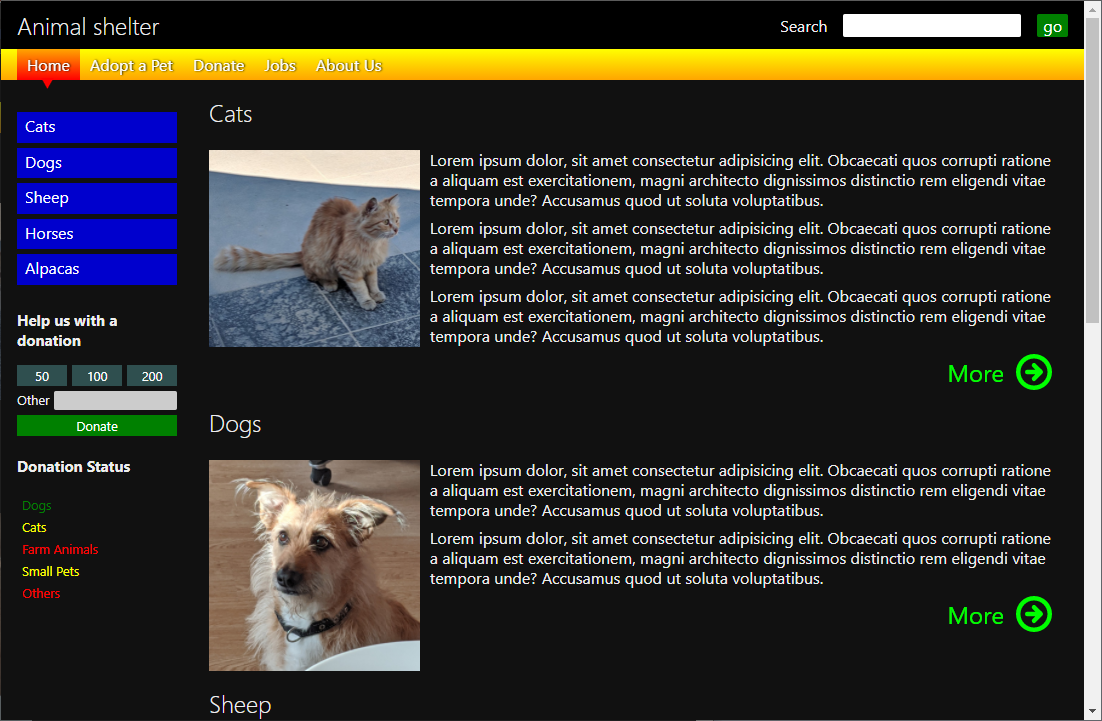 Animal shelter
Search
go
Home
Adopt a Pet
Donate
Jobs
About Us
Cats
Dogs
Sheep
Horses
Alpacas
Help us with a
donation
50
100
200
Other
Donate
Donation Status
Dogs
Cats
Farm Animals
Small Pets
Others
Cats
Lorem ipsum dolor, sit amet consectetur adipisicing elit. Obcaecati quos corrupti ratione
a aliquam est exercitationem, magni architecto dignissimos distinctio rem eligendi vitae
tempora unde? Accusamus quod ut soluta voluptatibus.
Lorem ipsum dolor, sit amet consectetur adipisicing elit. Obcaecati quos corrupti ratione
a aliquam est exercitationem, magni architecto dignissimos distinctio rem eligendi vitae
tempora unde? Accusamus quod ut soluta voluptatibus.
Lorem ipsum dolor, sit amet consectetur adipisicing elit. Obcaecati quos corrupti ratione
a aliquam est exercitationem, magni architecto dignissimos distinctio rem eligendi vitae
tempora unde? Accusamus quod ut soluta voluptatibus.
More
Dogs
Lorem ipsum dolor, sit amet consectetur adipisicing elit. Obcaecati quos corrupti ratione
a aliquam est exercitationem, magni architecto dignissimos distinctio rem eligendi vitae
tempora unde? Accusamus quod ut soluta voluptatibus.
Lorem ipsum dolor, sit amet consectetur adipisicing elit. Obcaecati quos corrupti ratione
a aliquam est exercitationem, magni architecto dignissimos distinctio rem eligendi vitae
tempora unde? Accusamus quod ut soluta voluptatibus.
More
Sheep